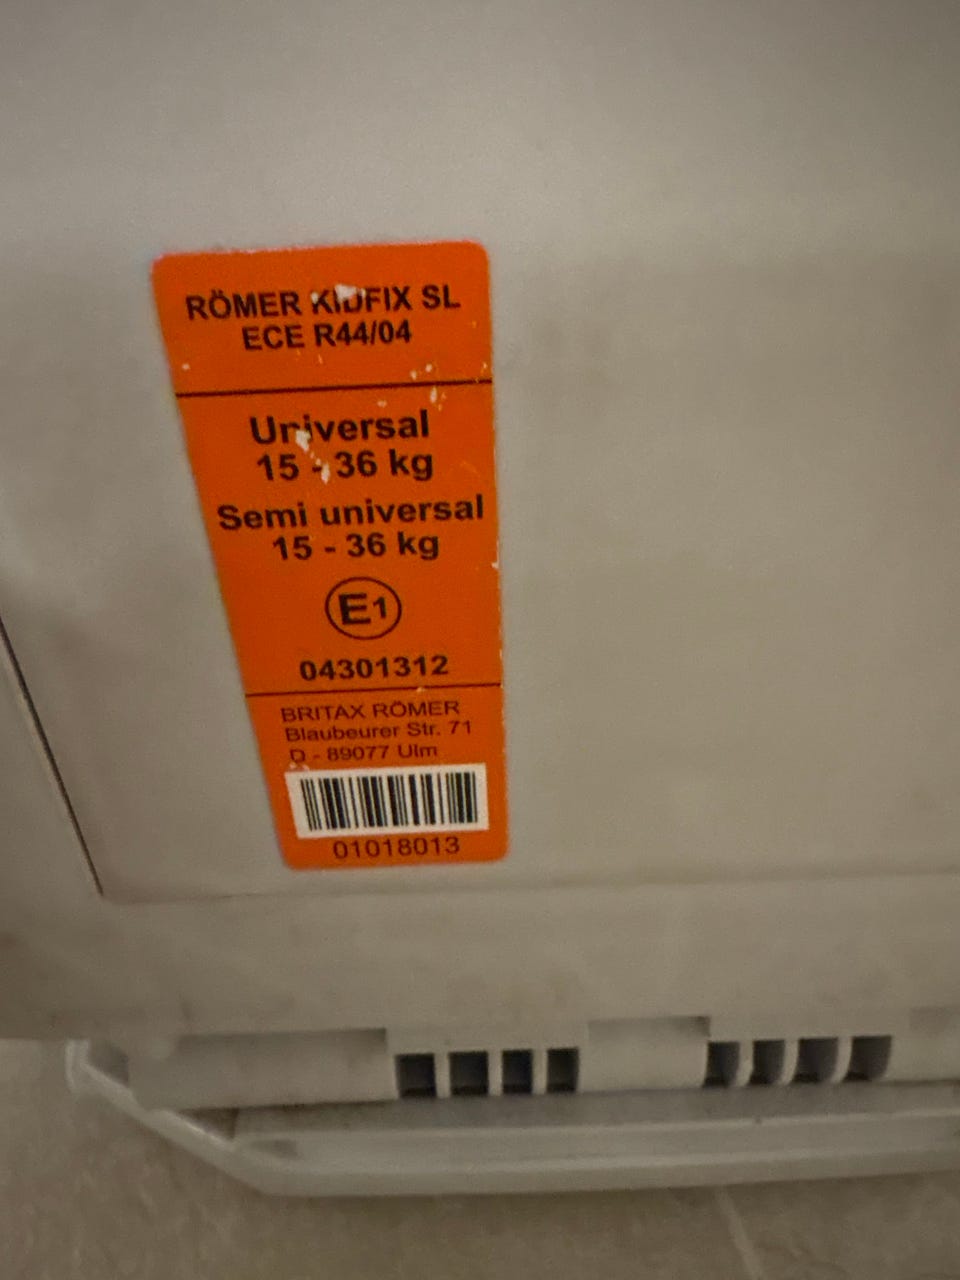 RÖMER KIDFIX SL
ECE R44/04
Universal
15 - 36 kg
Semi universal
15 - 36 kg
E1
04301312
BRITAX RÖMER
Blaubeurer Str. 71
D - 89077 Ulm
01018013